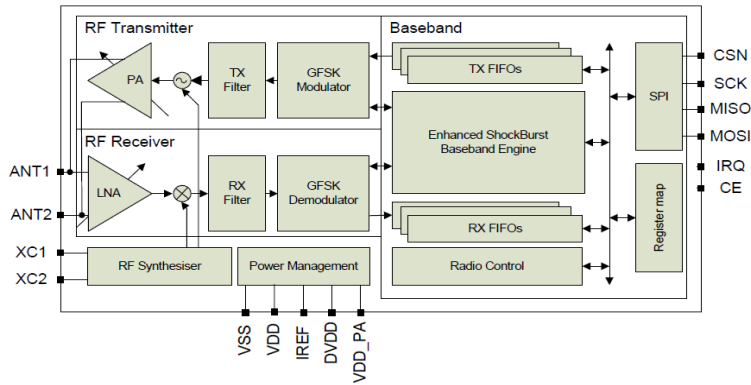 RF Transmitter
Baseband
PA
TX
Filter
GFSK
Modulator
TX FIFOs
SPI
CSN
SCK
MISO
MOSI
Enhanced ShockBurst
Baseband Engine
RF Receiver
ANT1
ANT2
LNA
RX
Filter
GFSK
Demodulator
RX FIFOs
Register map
IRQ
CE
XC1
XC2
RF Synthesiser
Power Management
Radio Control
VSS
VDD
IREF
DVDD
VDD_PA